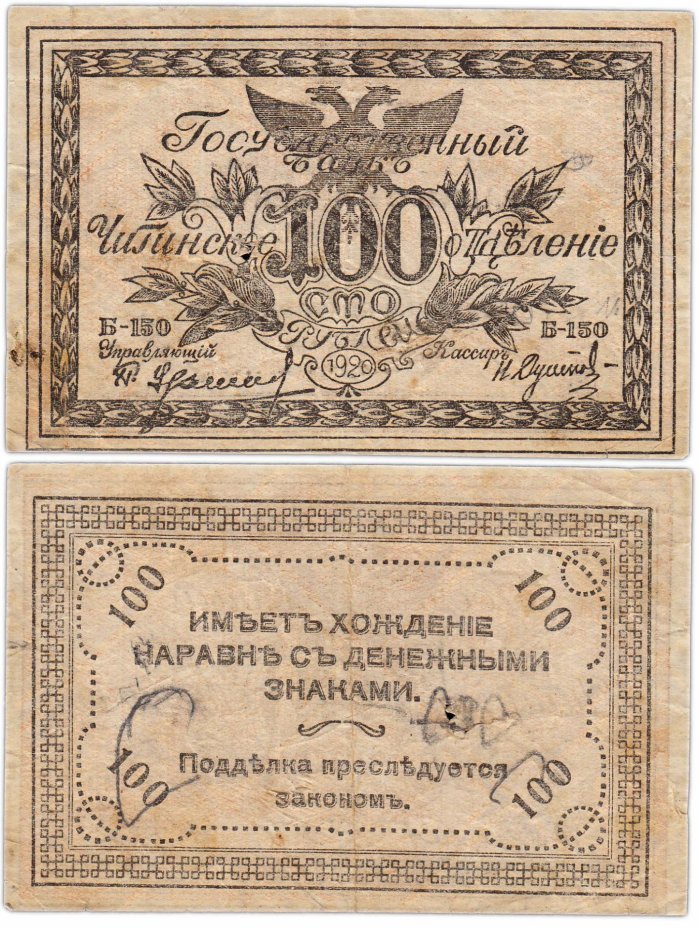 Государственный
банкъ
Читинское отдѣленіе
100
СТО
РУБЛЕЙ
Б-150 Б-150
Управляющій Кассиръ
1920
100 100
ИМѢЕТЪ ХОЖДЕНІЕ
НАРАВНѢ СЪ ДЕНЕЖНЫМИ
ЗНАКАМИ.
Поддѣлка преслѣдуется
закономъ.
100 100